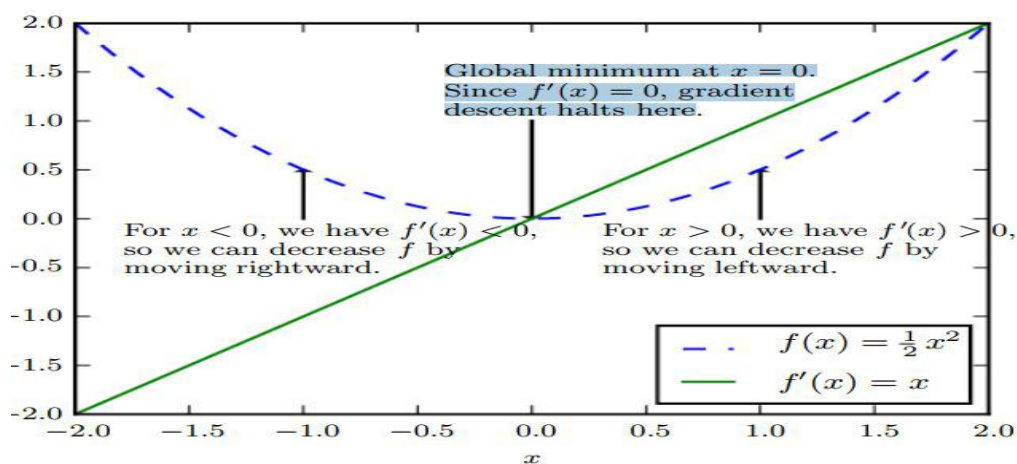 2.0
1.5
1.0
0.5
0.0
-0.5
-1.0
-1.5
-2.0
Global minimum at x = 0.
Since f′(x) = 0, gradient
descent halts here.
For x < 0, we have f′(x) < 0,
so we can decrease f by
moving rightward.
For x > 0, we have f′(x) > 0,
so we can decrease f by
moving leftward.
f(x) = ½ x²
f′(x) = x
−2.0 −1.5 −1.0 −0.5 0.0 0.5 1.0 1.5 2.0
x